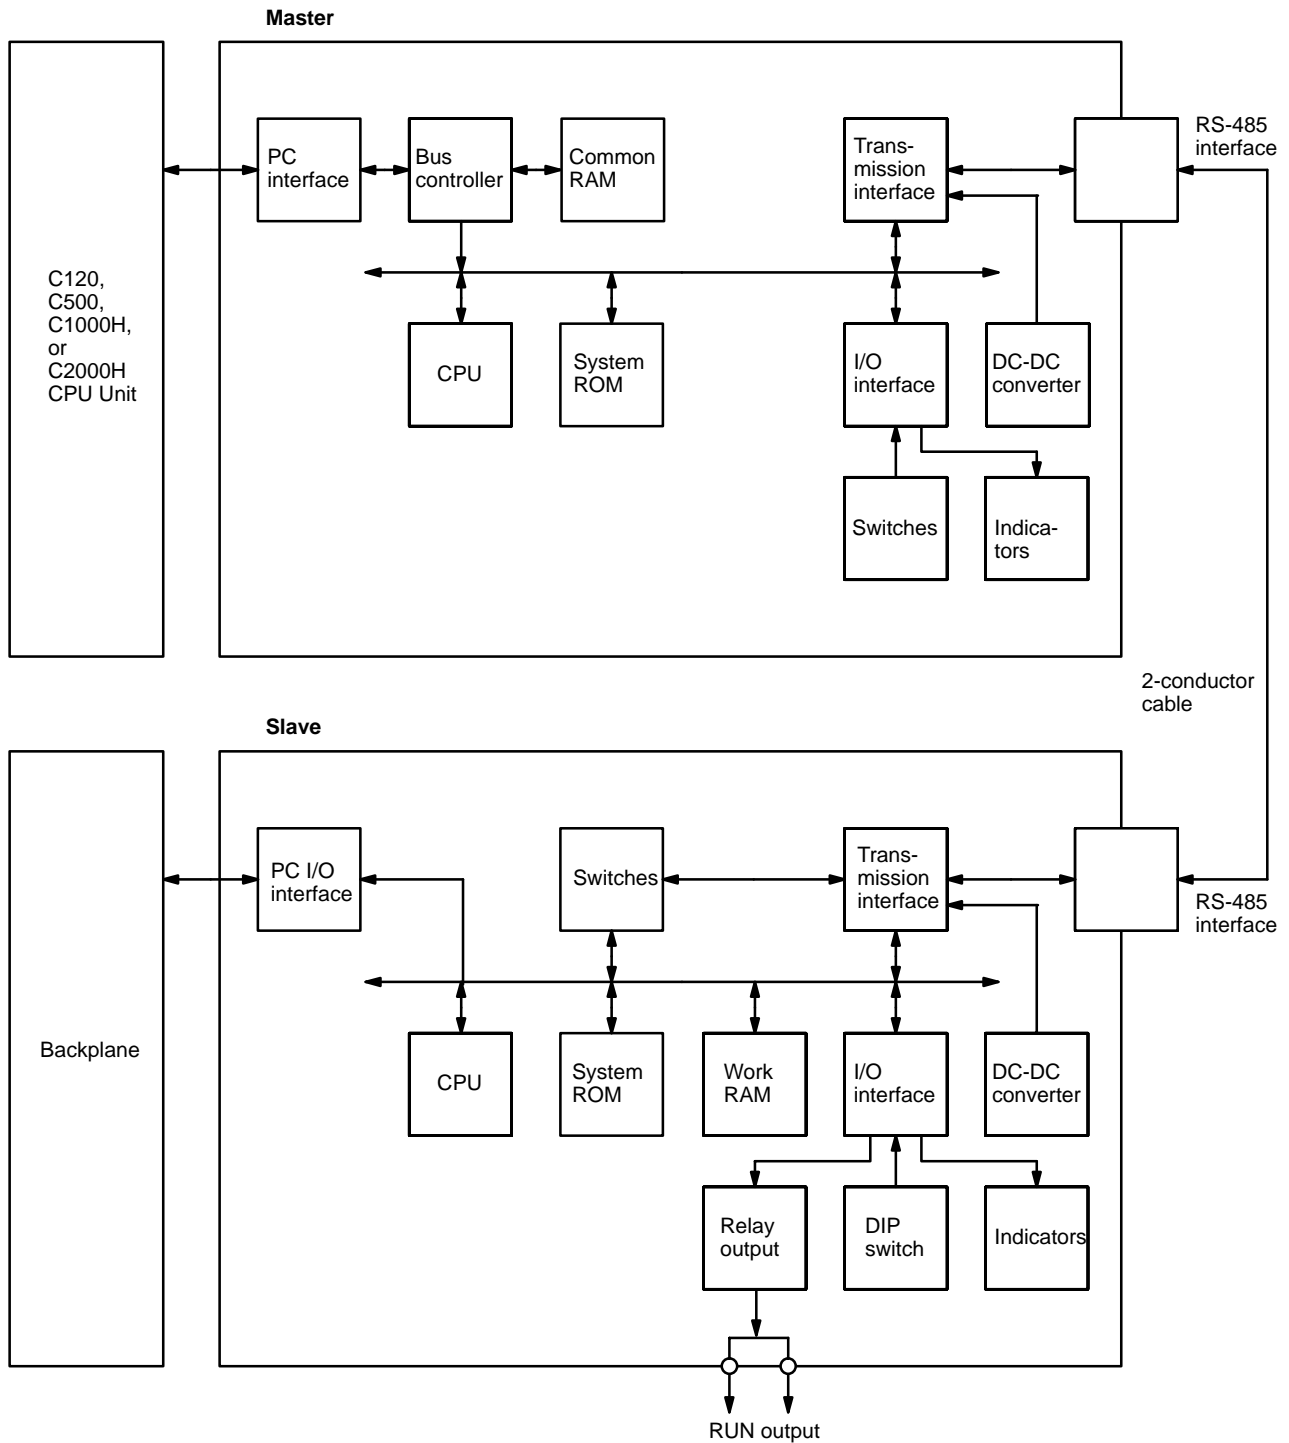 Master
C120,
C500,
C1000H,
or
C2000H
CPU Unit
PC
interface
Bus
controller
Common
RAM
Trans-
mission
interface
RS-485
interface
CPU
System
ROM
I/O
interface
DC-DC
converter
Switches
Indica-
tors
2-conductor
cable
Slave
Backplane
PC I/O
interface
Switches
Trans-
mission
interface
RS-485
interface
CPU
System
ROM
Work
RAM
I/O
interface
DC-DC
converter
Relay
output
DIP
switch
Indicators
RUN output